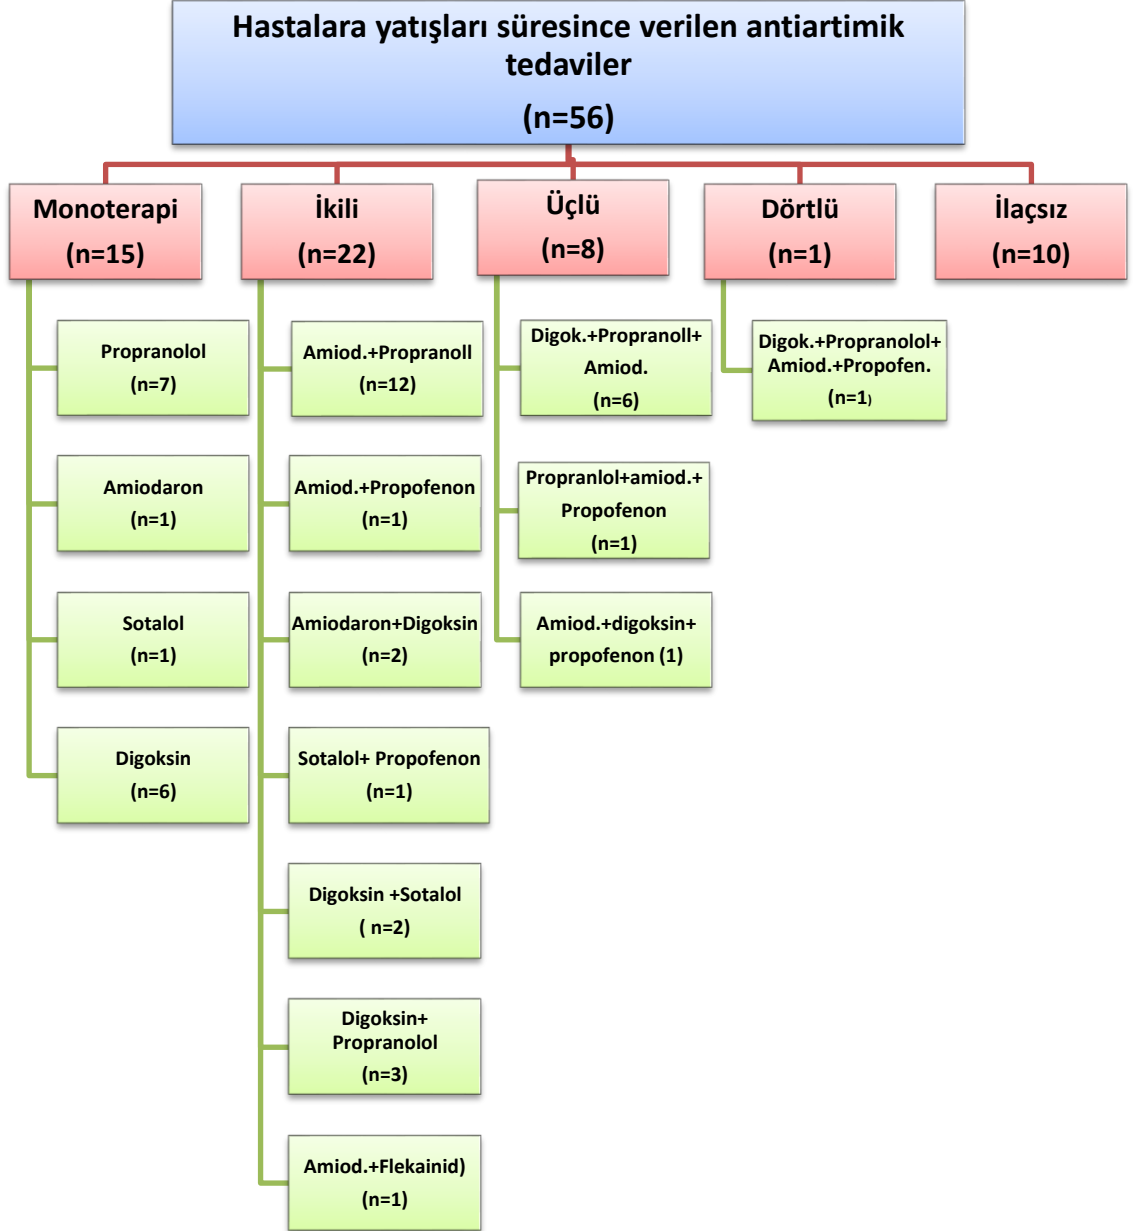 Hastalara yatışları süresince verilen antiartimik
tedaviler
(n=56)
Monoterapi
(n=15)
İkili
(n=22)
Üçlü
(n=8)
Dörtlü
(n=1)
İlaçsız
(n=10)
Propranolol
(n=7)
Amiodaron
(n=1)
Sotalol
(n=1)
Digoksin
(n=6)
Amiod.+Propranoll
(n=12)
Amiod.+Propofenon
(n=1)
Amiodaron+Digoksin
(n=2)
Sotalol+ Propofenon
(n=1)
Digoksin +Sotalol
( n=2)
Digoksin+
Propranolol
(n=3)
Amiod.+Flekainid)
(n=1)
Digok.+Propranoll+
Amiod.
(n=6)
Propranlol+amiod.+
Propofenon
(n=1)
Amiod.+digoksin+
propofenon (1)
Digok.+Propranolol+
Amiod.+Propofen.
(n=1)